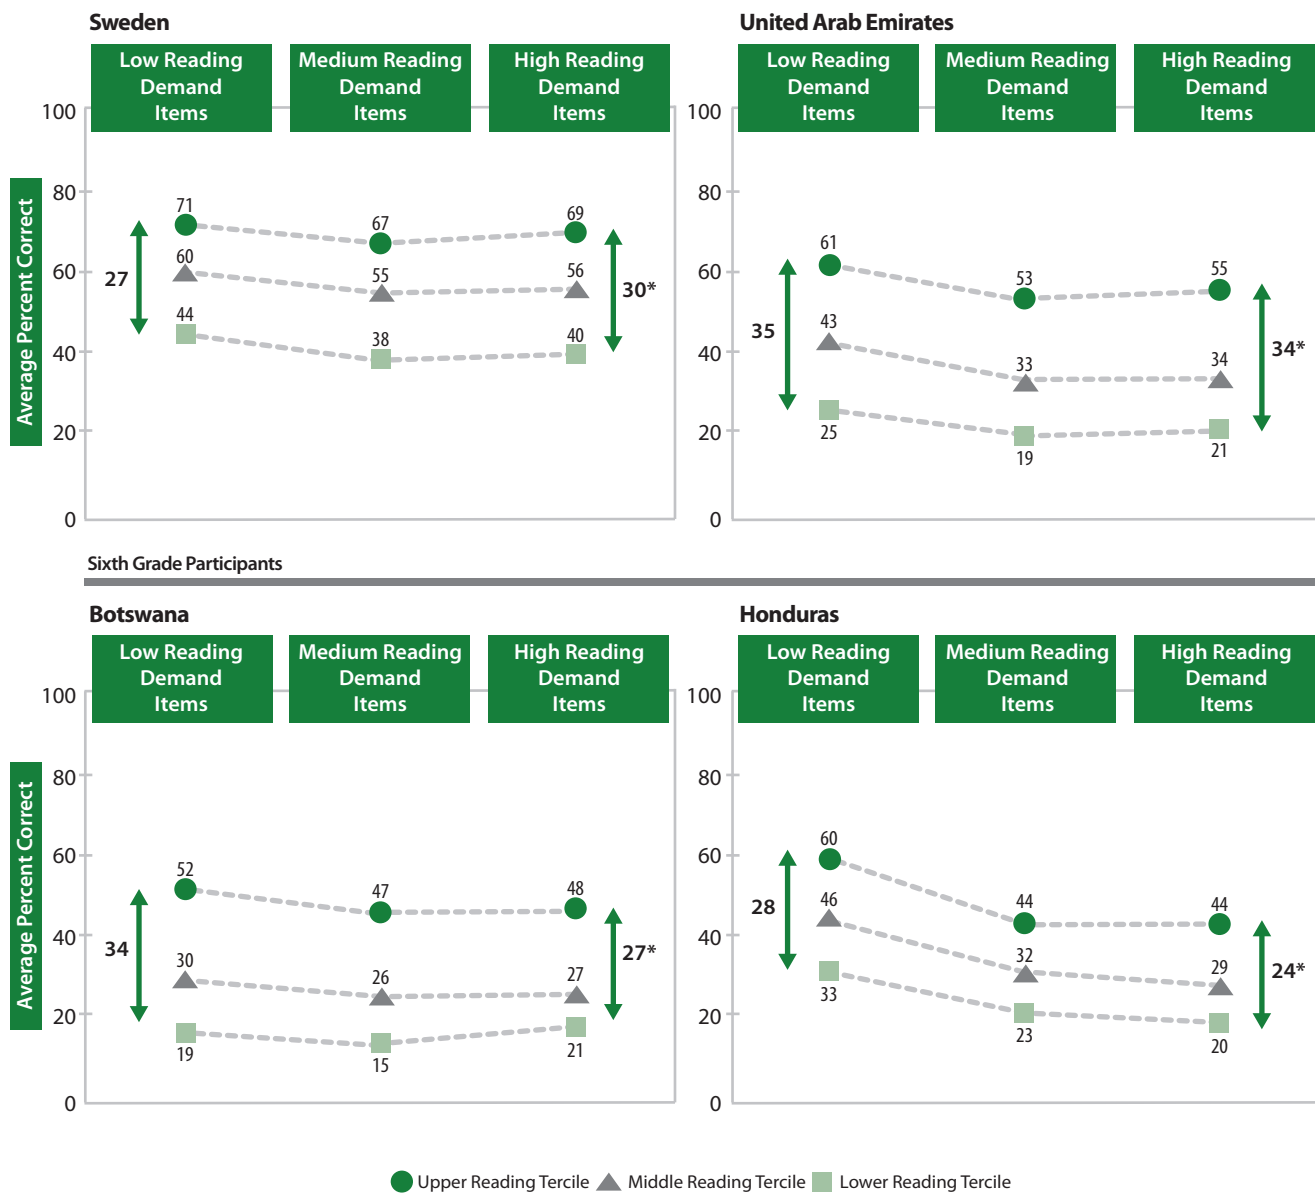 Sweden
Low Reading
Demand
Items
Medium Reading
Demand
Items
High Reading
Demand
Items
Average Percent Correct
100
80
60
40
20
0
71
67
69
60
55
56
44
38
40
27
30*
United Arab Emirates
Low Reading
Demand
Items
Medium Reading
Demand
Items
High Reading
Demand
Items
100
80
60
40
20
0
61
53
55
43
33
34
25
19
21
35
34*
Sixth Grade Participants
Botswana
Low Reading
Demand
Items
Medium Reading
Demand
Items
High Reading
Demand
Items
Average Percent Correct
100
80
60
40
20
0
52
47
48
30
26
27
19
15
21
34
27*
Honduras
Low Reading
Demand
Items
Medium Reading
Demand
Items
High Reading
Demand
Items
100
80
60
40
20
0
60
44
44
46
32
29
33
23
20
28
24*
Upper Reading Tercile Middle Reading Tercile Lower Reading Tercile